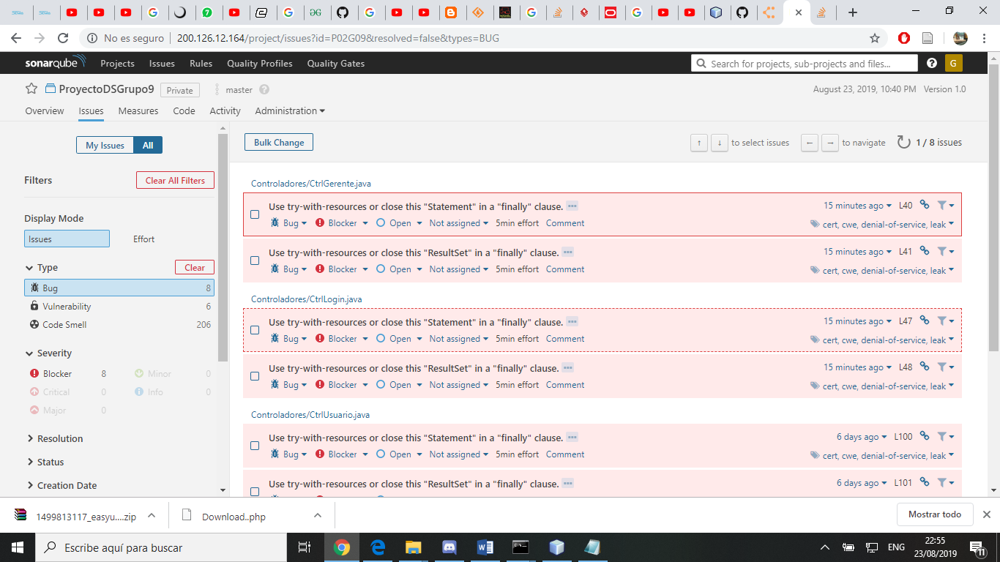 No es seguro
200.126.12.164/project/issues?id=P02G09&resolved=false&types=BUG
sonarqube Projects Issues Rules Quality Profiles Quality Gates Search for projects, sub-projects and files... ? G
ProyectoDSGrupo9 Private master ? August 23, 2019, 10:40 PM Version 1.0
Overview Issues Measures Code Activity Administration
My Issues All
Filters Clear All Filters
Display Mode
Issues Effort
Type Clear
Bug 8
Vulnerability 6
Code Smell 206
Severity
Blocker 8 Minor 0
Critical 0 Info 0
Major 0
Resolution
Status
Creation Date
Bulk Change ↑ ↓ to select issues ← → to navigate 1 / 8 issues
Controladores/CtrlGerente.java
Use try-with-resources or close this "Statement" in a "finally" clause. 15 minutes ago L40
Bug Blocker Open Not assigned 5min effort Comment cert, cwe, denial-of-service, leak
Use try-with-resources or close this "ResultSet" in a "finally" clause. 15 minutes ago L41
Bug Blocker Open Not assigned 5min effort Comment cert, cwe, denial-of-service, leak
Controladores/CtrlLogin.java
Use try-with-resources or close this "Statement" in a "finally" clause. 15 minutes ago L47
Bug Blocker Open Not assigned 5min effort Comment cert, cwe, denial-of-service, leak
Use try-with-resources or close this "ResultSet" in a "finally" clause. 15 minutes ago L48
Bug Blocker Open Not assigned 5min effort Comment cert, cwe, denial-of-service, leak
Controladores/CtrlUsuario.java
Use try-with-resources or close this "Statement" in a "finally" clause. 6 days ago L100
Bug Blocker Open Not assigned 5min effort Comment cert, cwe, denial-of-service, leak
Use try-with-resources or close this "ResultSet" in a "finally" clause. 6 days ago L101
1499813117_easyu....zip Download..php Mostrar todo
Escribe aquí para buscar ENG 22:55
23/08/2019 11